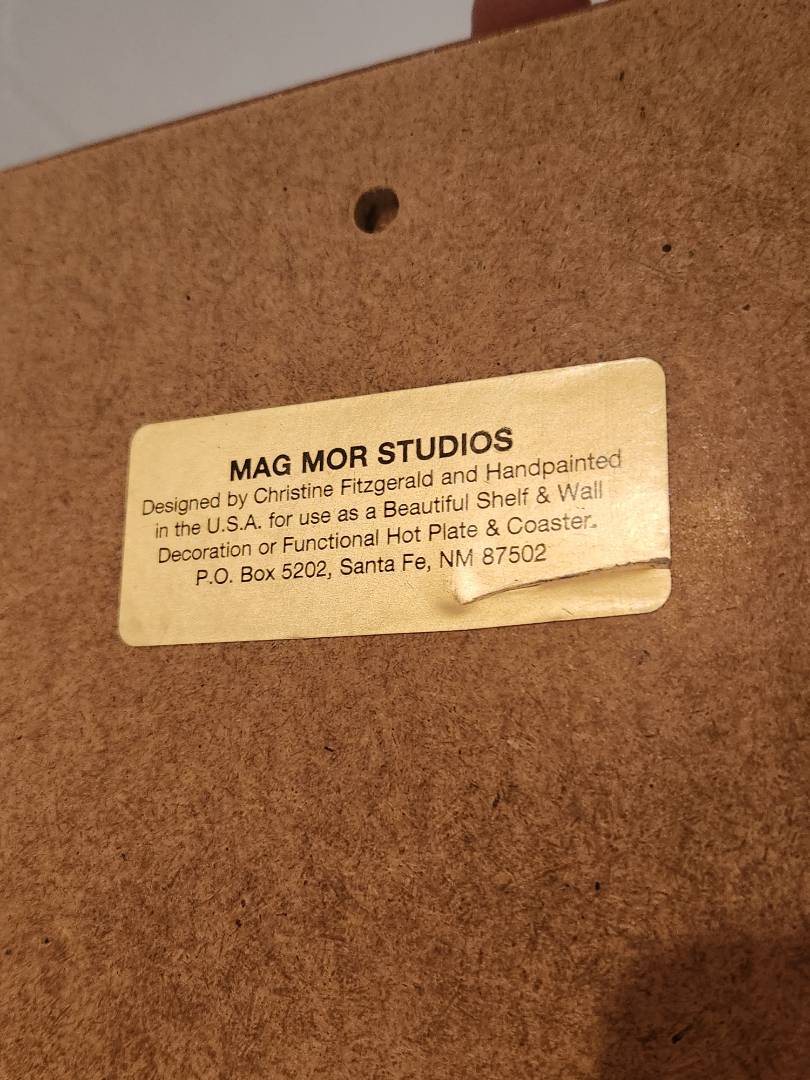 MAG MOR STUDIOS
Designed by Christine Fitzgerald and Handpainted
in the U.S.A. for use as a Beautiful Shelf & Wall
Decoration or Functional Hot Plate & Coaster.
P.O. Box 5202, Santa Fe, NM 87502